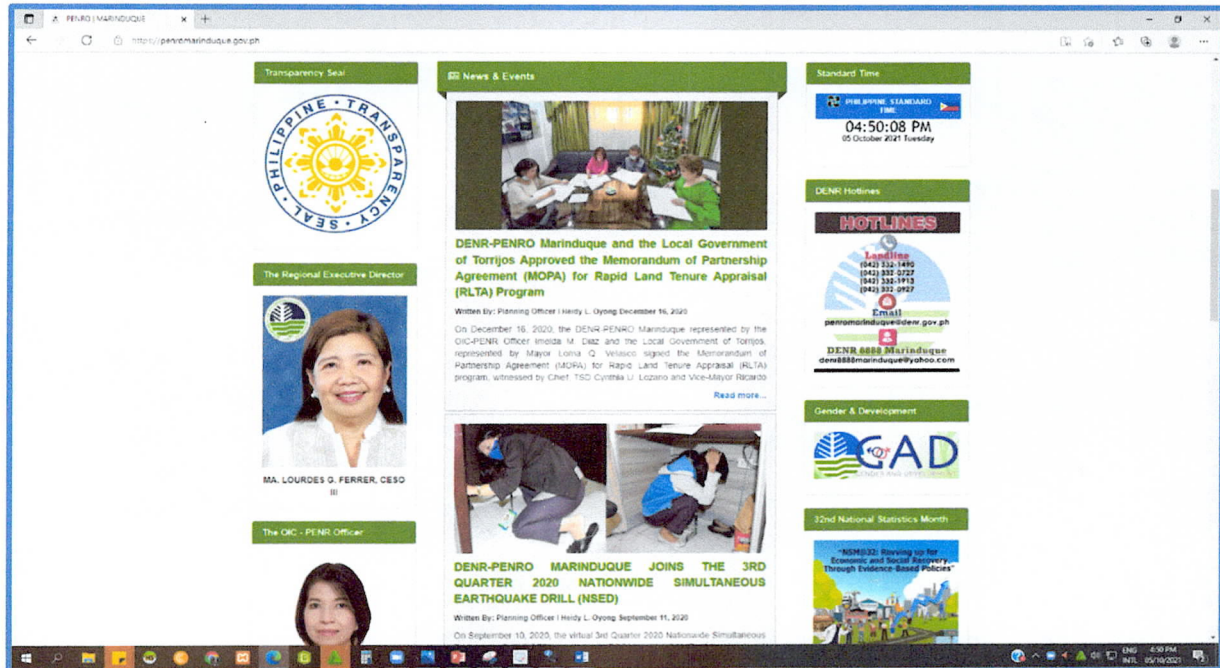 PENRO | MARINDUQUE
https://penromarinduque.gov.ph
Transparency Seal
PHILIPPINE • TRANSPARENCY SEAL •
The Regional Executive Director
MA. LOURDES G. FERRER, CESO
III
The OIC - PENR Officer
News & Events
DENR-PENRO Marinduque and the Local Government
of Torrijos Approved the Memorandum of Partnership
Agreement (MOPA) for Rapid Land Tenure Appraisal
(RLTA) Program
Written By: Planning Officer I Heidy L. Oyong December 16, 2020
On December 16, 2020, the DENR-PENRO Marinduque represented by the
OIC-PENR Officer Imelda M. Diaz and the Local Government of Torrijos,
represented by Mayor Lorna Q. Velasco signed the Memorandum of
Partnership Agreement (MOPA) for Rapid Land Tenure Appraisal (RLTA)
program, witnessed by Chief, TSD Cynthia U. Lozano and Vice-Mayor Ricardo
Read more...
DENR-PENRO MARINDUQUE JOINS THE 3RD
QUARTER 2020 NATIONWIDE SIMULTANEOUS
EARTHQUAKE DRILL (NSED)
Written By: Planning Officer I Heidy L. Oyong September 11, 2020
On September 10, 2020, the virtual 3rd Quarter 2020 Nationwide Simultaneous
Standard Time
PHILIPPINE STANDARD
TIME
04:50:08 PM
05 October 2021 Tuesday
DENR Hotlines
HOTLINES
Landline
(042) 332-1490
(042) 332-0727
(042) 332-1913
(042) 332-0927
Email
penromarinduque@denr.gov.ph
DENR 8888 Marinduque
denr8888marinduque@yahoo.com
Gender & Development
GAD
GENDER AND DEVELOPMENT
32nd National Statistics Month
"NSM@32: Revving up for
Economic and Social Recovery
Through Evidence-Based Policies"
ENG
INTL
4:50 PM
05/10/2021